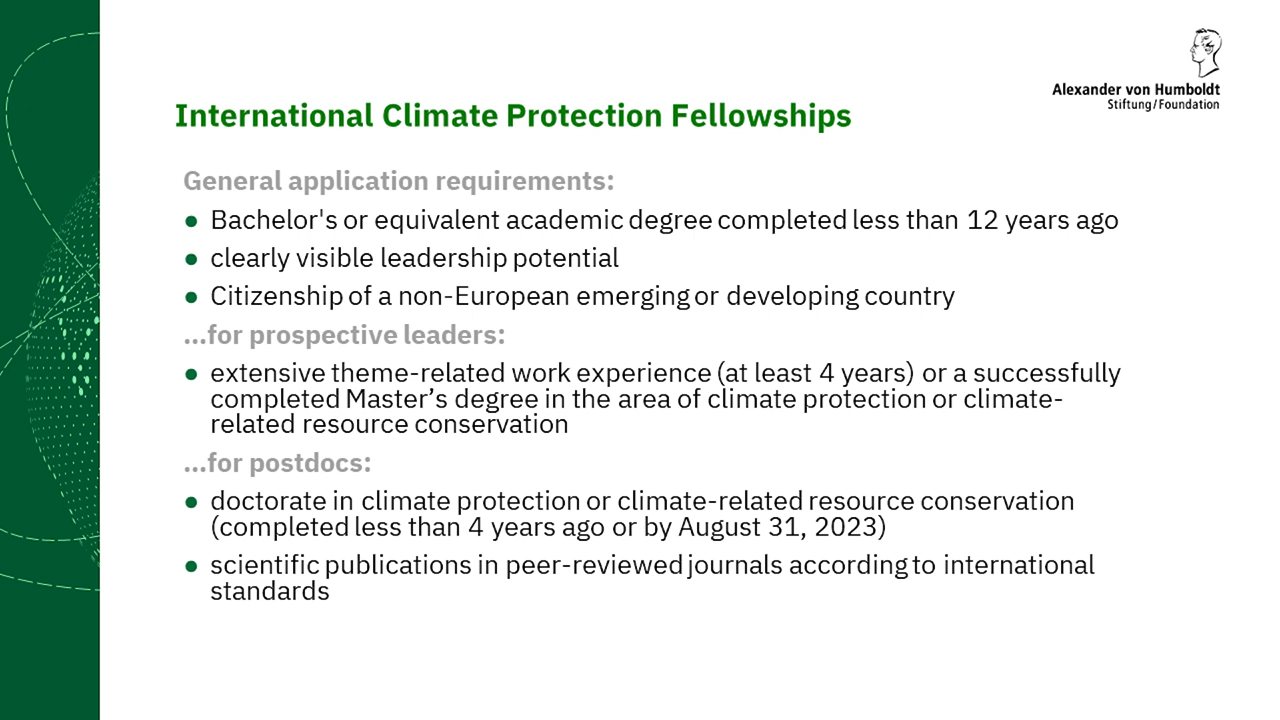 Alexander von Humboldt
Stiftung/Foundation
International Climate Protection Fellowships
General application requirements:
● Bachelor's or equivalent academic degree completed less than 12 years ago
● clearly visible leadership potential
● Citizenship of a non-European emerging or developing country
...for prospective leaders:
● extensive theme-related work experience (at least 4 years) or a successfully
completed Master’s degree in the area of climate protection or climate-
related resource conservation
...for postdocs:
● doctorate in climate protection or climate-related resource conservation
(completed less than 4 years ago or by August 31, 2023)
● scientific publications in peer-reviewed journals according to international
standards